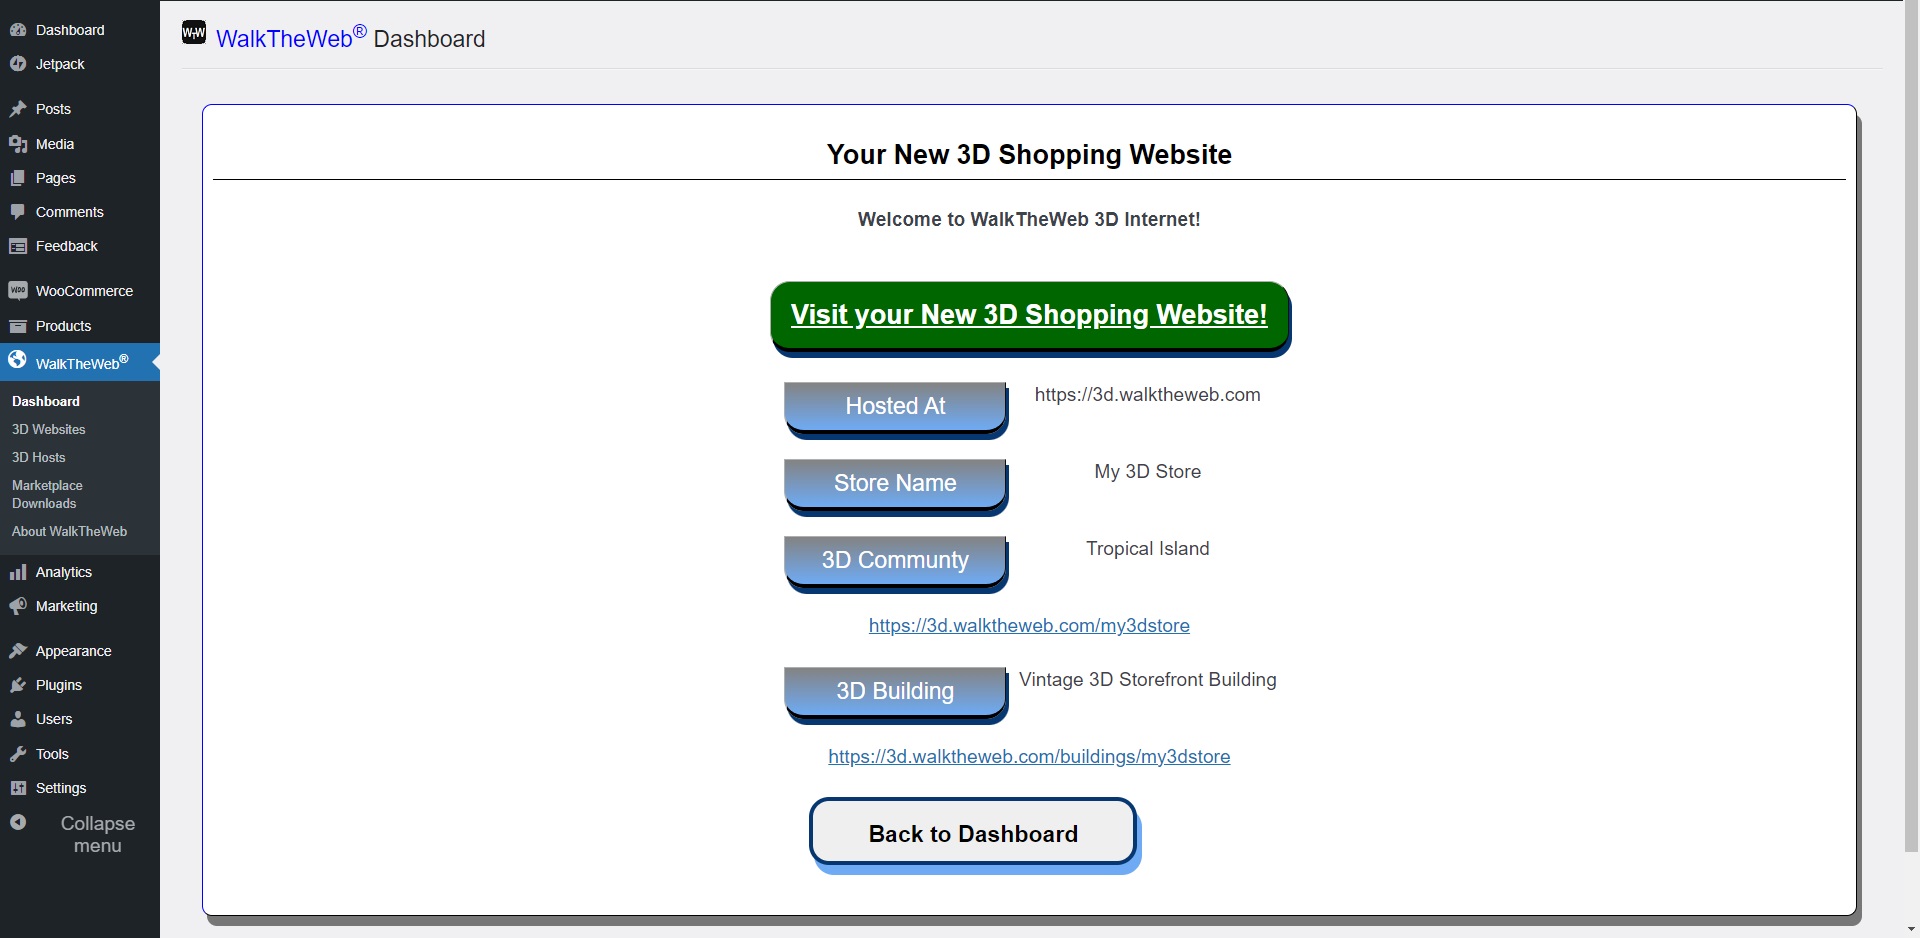 Dashboard
Jetpack
Posts
Media
Pages
Comments
Feedback
WOO WooCommerce
Products
WalkTheWeb®
Dashboard
3D Websites
3D Hosts
Marketplace
Downloads
About WalkTheWeb
Analytics
Marketing
Appearance
Plugins
Users
Tools
Settings
Collapse
menu
WTW WalkTheWeb® Dashboard
Your New 3D Shopping Website
Welcome to WalkTheWeb 3D Internet!
Visit your New 3D Shopping Website!
Hosted At https://3d.walktheweb.com
Store Name My 3D Store
3D Communty Tropical Island
https://3d.walktheweb.com/my3dstore
3D Building Vintage 3D Storefront Building
https://3d.walktheweb.com/buildings/my3dstore
Back to Dashboard